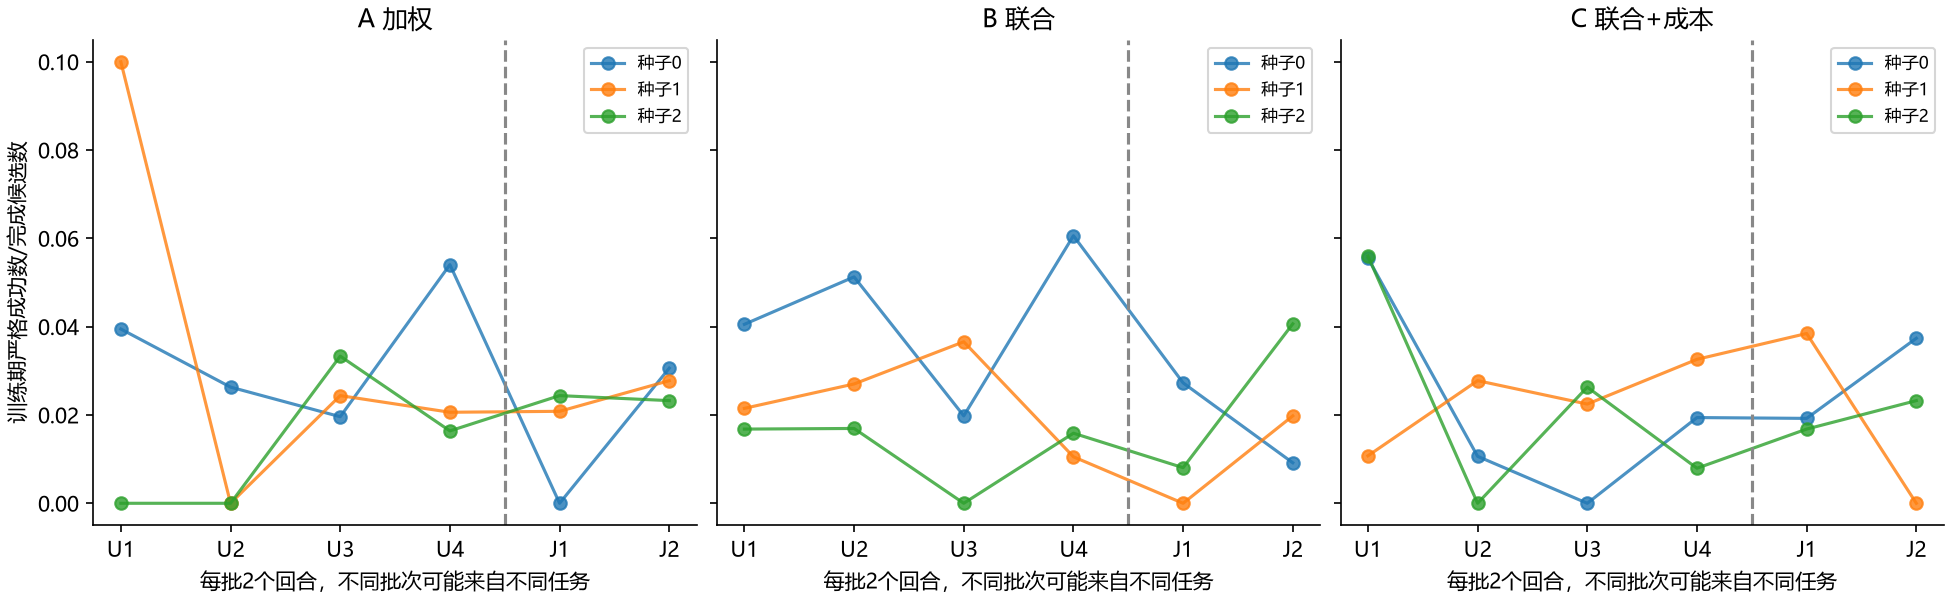 A 加权
B 联合
C 联合+成本
训练期严格成功数/完成候选数
0.10
0.08
0.06
0.04
0.02
0.00
种子0
种子1
种子2
种子0
种子1
种子2
种子0
种子1
种子2
U1 U2 U3 U4 J1 J2
U1 U2 U3 U4 J1 J2
U1 U2 U3 U4 J1 J2
每批2个回合，不同批次可能来自不同任务
每批2个回合，不同批次可能来自不同任务
每批2个回合，不同批次可能来自不同任务